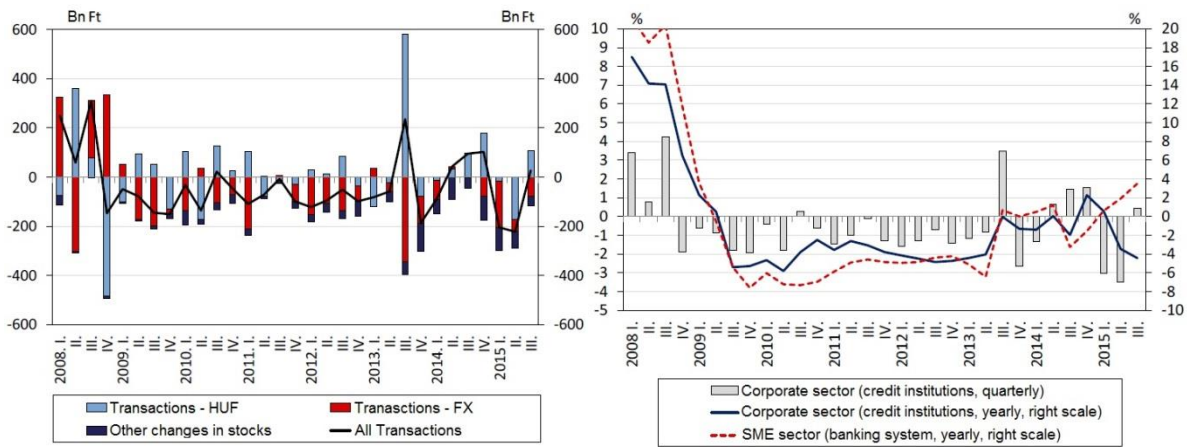 Bn Ft
600
400
200
0
-200
-400
-600
600
400
200
0
-200
-400
-600
2008. I.
II.
III.
IV.
2009. I.
II.
III.
IV.
2010. I.
II.
III.
IV.
2011. I.
II.
III.
IV.
2012. I.
II.
III.
IV.
2013. I.
II.
III.
IV.
2014. I.
II.
III.
IV.
2015 I.
II.
III.
Transactions - HUF
Tranasctions - FX
Other changes in stocks
All Transactions
%
%
10
9
8
7
6
5
4
3
2
1
0
-1
-2
-3
-4
-5
20
18
16
14
12
10
8
6
4
2
0
-2
-4
-6
-8
-10
2008 I.
II.
III.
IV.
2009 I.
II.
III.
IV.
2010 I.
II.
III.
IV.
2011 I.
II.
III.
IV.
2012 I.
II.
III.
IV.
2013 I.
II.
III.
IV.
2014 I.
II.
III.
IV.
2015 I.
II.
III.
Corporate sector (credit institutions, quarterly)
Corporate sector (credit institutions, yearly, right scale)
SME sector (banking system, yearly, right scale)